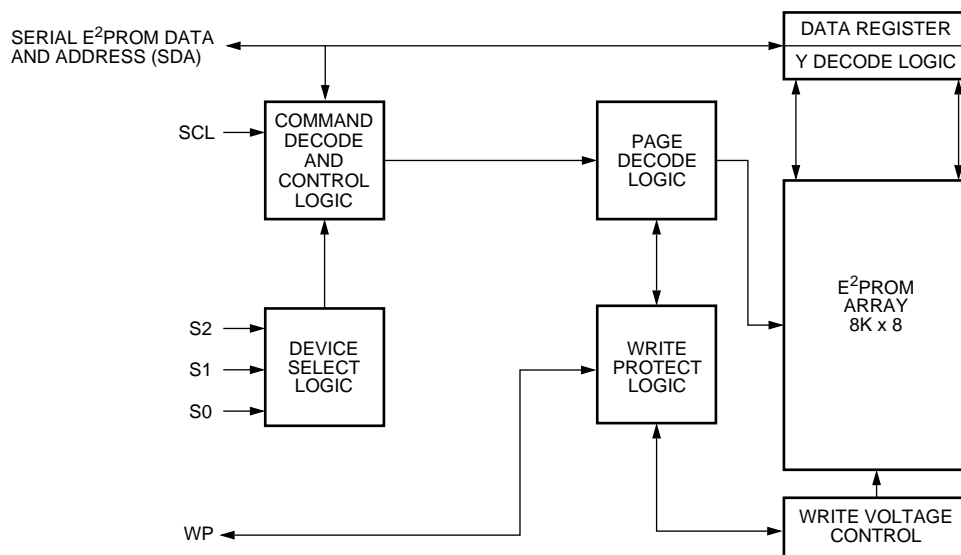 SERIAL E²PROM DATA
AND ADDRESS (SDA)
DATA REGISTER
Y DECODE LOGIC
SCL
COMMAND
DECODE
AND
CONTROL
LOGIC
PAGE
DECODE
LOGIC
E²PROM
ARRAY
8K x 8
S2
S1
S0
DEVICE
SELECT
LOGIC
WRITE
PROTECT
LOGIC
WP
WRITE VOLTAGE
CONTROL